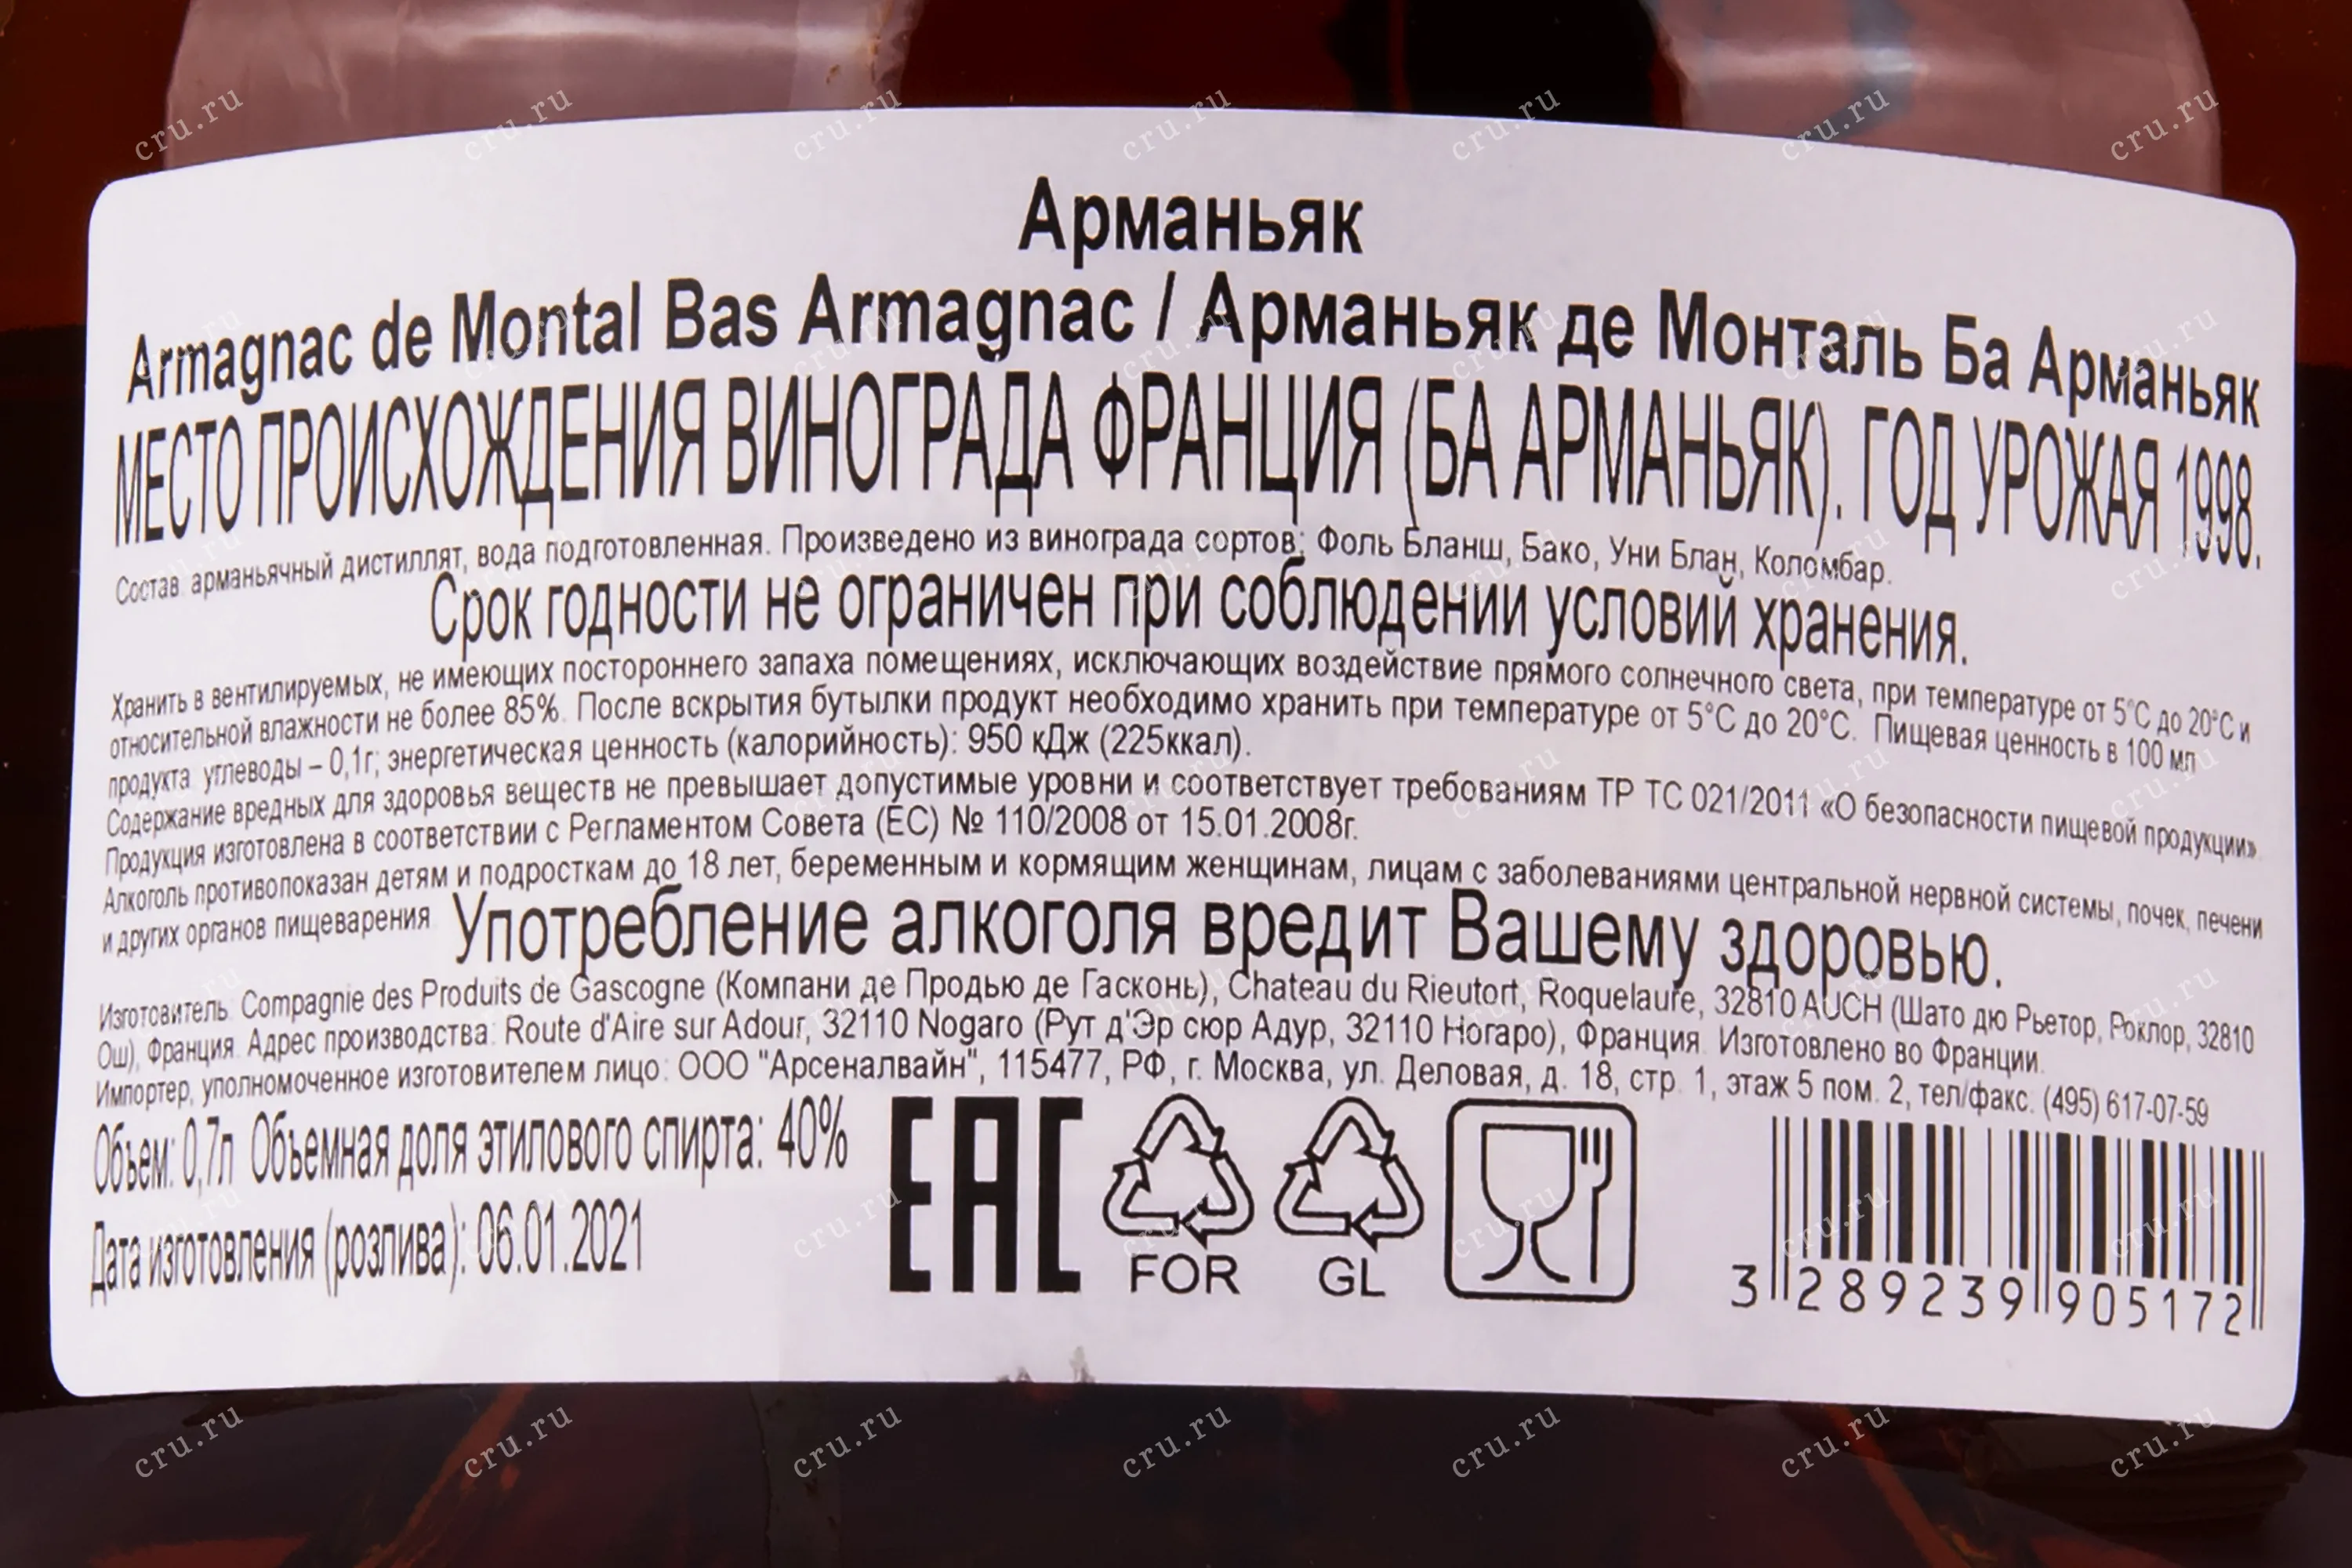 Арманьяк
Armagnac de Montal Bas Armagnac / Арманьяк де Монталь Ба Арманьяк
МЕСТО ПРОИСХОЖДЕНИЯ ВИНОГРАДА ФРАНЦИЯ (БА АРМАНЬЯК). ГОД УРОЖАЯ 1998.
Состав: арманьячный дистиллят, вода подготовленная. Произведено из винограда сортов: Фоль Бланш, Бако, Уни Блан, Коломбар.
Срок годности не ограничен при соблюдении условий хранения.
Хранить в вентилируемых, не имеющих постороннего запаха помещениях, исключающих воздействие прямого солнечного света, при температуре от 5°С до 20°С и
относительной влажности не более 85%. После вскрытия бутылки продукт необходимо хранить при температуре от 5°С до 20°С. Пищевая ценность в 100 мл
продукта: углеводы – 0,1г; энергетическая ценность (калорийность): 950 кДж (225ккал).
Содержание вредных для здоровья веществ не превышает допустимые уровни и соответствует требованиям ТР ТС 021/2011 «О безопасности пищевой продукции».
Продукция изготовлена в соответствии с Регламентом Совета (ЕС) № 110/2008 от 15.01.2008г.
Алкоголь противопоказан детям и подросткам до 18 лет, беременным и кормящим женщинам, лицам с заболеваниями центральной нервной системы, почек, печени
и других органов пищеварения. Употребление алкоголя вредит Вашему здоровью.
Изготовитель: Compagnie des Produits de Gascogne (Компани де Продью де Гасконь), Chateau du Rieutort, Roquelaure, 32810 AUCH (Шато дю Рьетор, Роклор, 32810
Ош), Франция. Адрес производства: Route d'Aire sur Adour, 32110 Nogaro (Рут д'Эр сюр Адур, 32110 Ногаро), Франция. Изготовлено во Франции.
Импортер, уполномоченное изготовителем лицо: ООО "Арсеналвайн", 115477, РФ, г. Москва, ул. Деловая, д. 18, стр. 1, этаж 5 пом. 2, тел/факс. (495) 617-07-59
Объем: 0,7л Объемная доля этилового спирта: 40%
Дата изготовления (розлива): 06.01.2021
EAC
FOR
GL
3 289239 905172
cru.ru